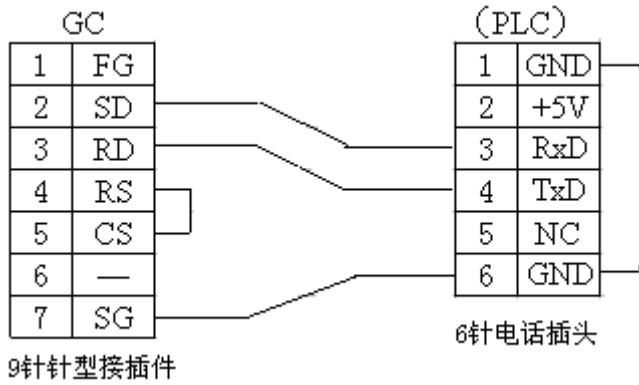 GC
1 FG
2 SD
3 RD
4 RS
5 CS
6 —
7 SG
9针针型接插件
(PLC)
1 GND
2 +5V
3 RxD
4 TxD
5 NC
6 GND
6针电话插头